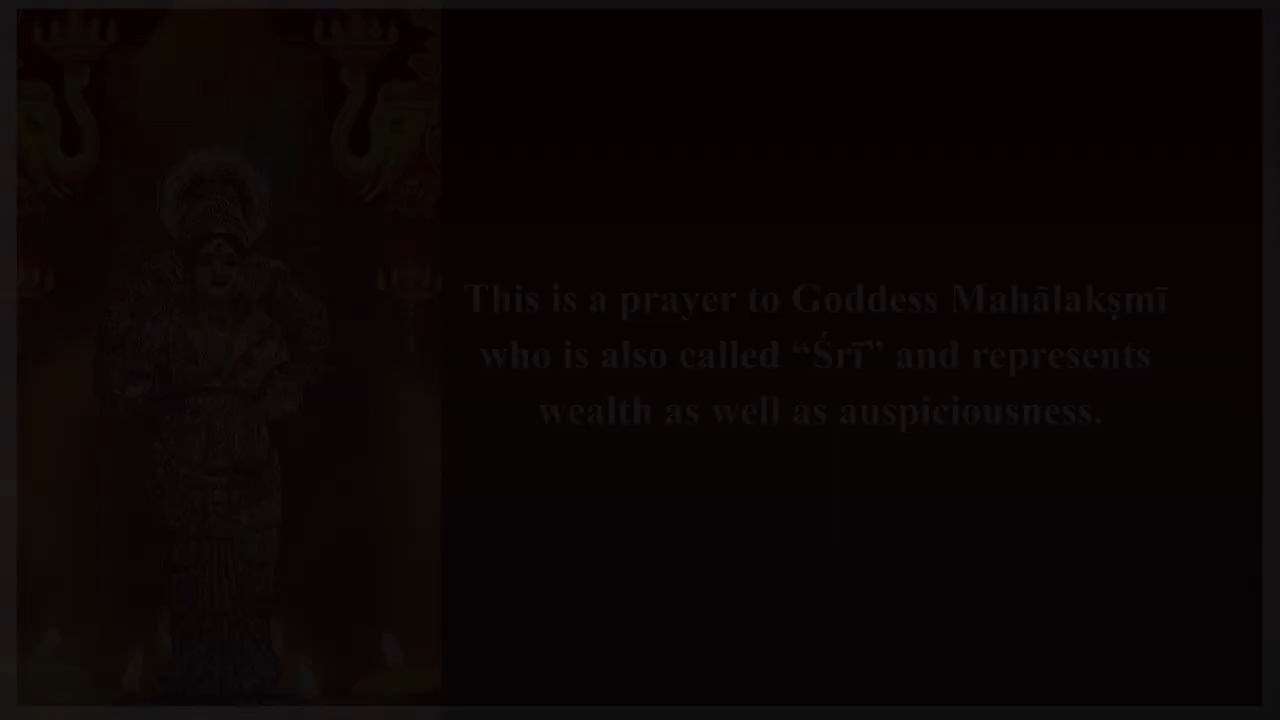 This is a prayer to Goddess Mahālakṣmī
who is also called “Śrī” and represents
wealth as well as auspiciousness.